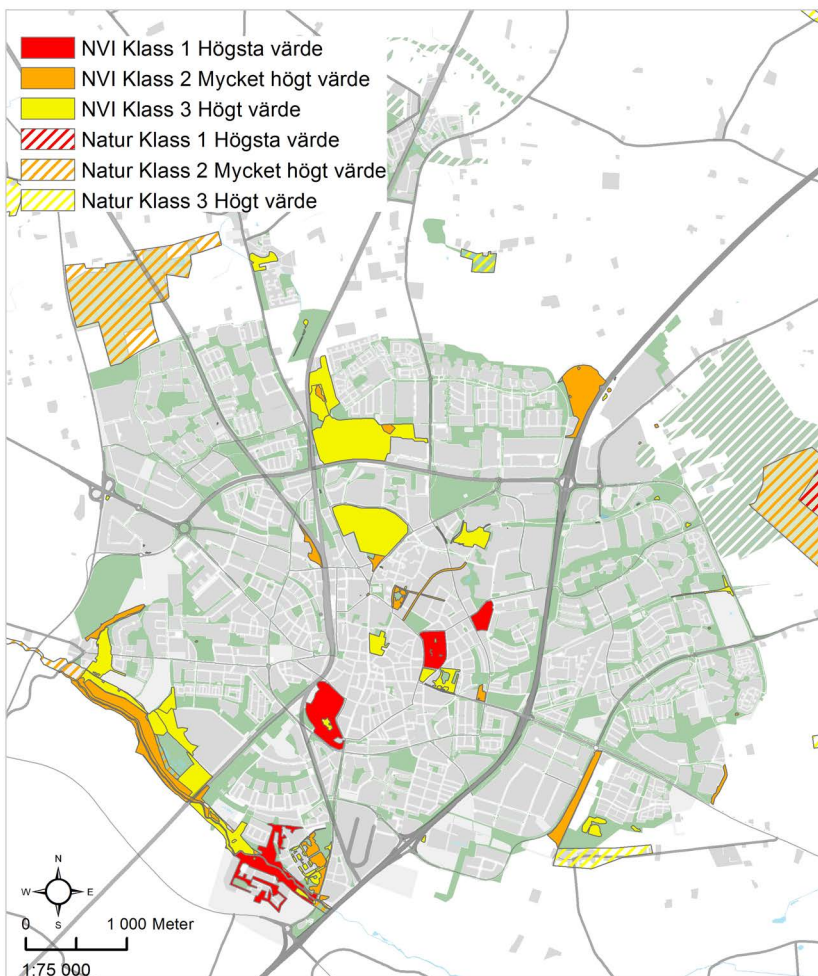 NVI Klass 1 Högsta värde
NVI Klass 2 Mycket högt värde
NVI Klass 3 Högt värde
Natur Klass 1 Högsta värde
Natur Klass 2 Mycket högt värde
Natur Klass 3 Högt värde
N
W E
S
0 1 000 Meter
1:75 000